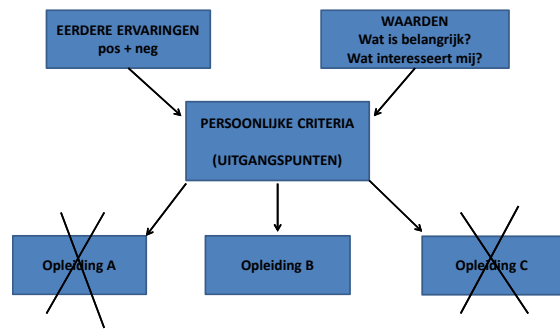 EERDERE ERVARINGEN
pos + neg
WAARDEN
Wat is belangrijk?
Wat interesseert mij?
PERSOONLIJKE CRITERIA
(UITGANGSPUNTEN)
Opleiding A
Opleiding B
Opleiding C